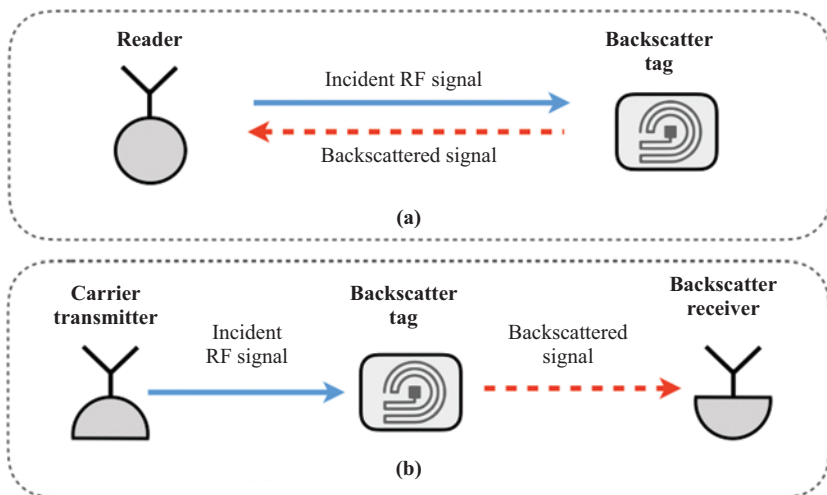 Reader
Backscatter
tag
Incident RF signal
Backscattered signal
(a)
Carrier
transmitter
Backscatter
tag
Backscatter
receiver
Incident
RF signal
Backscattered
signal
(b)